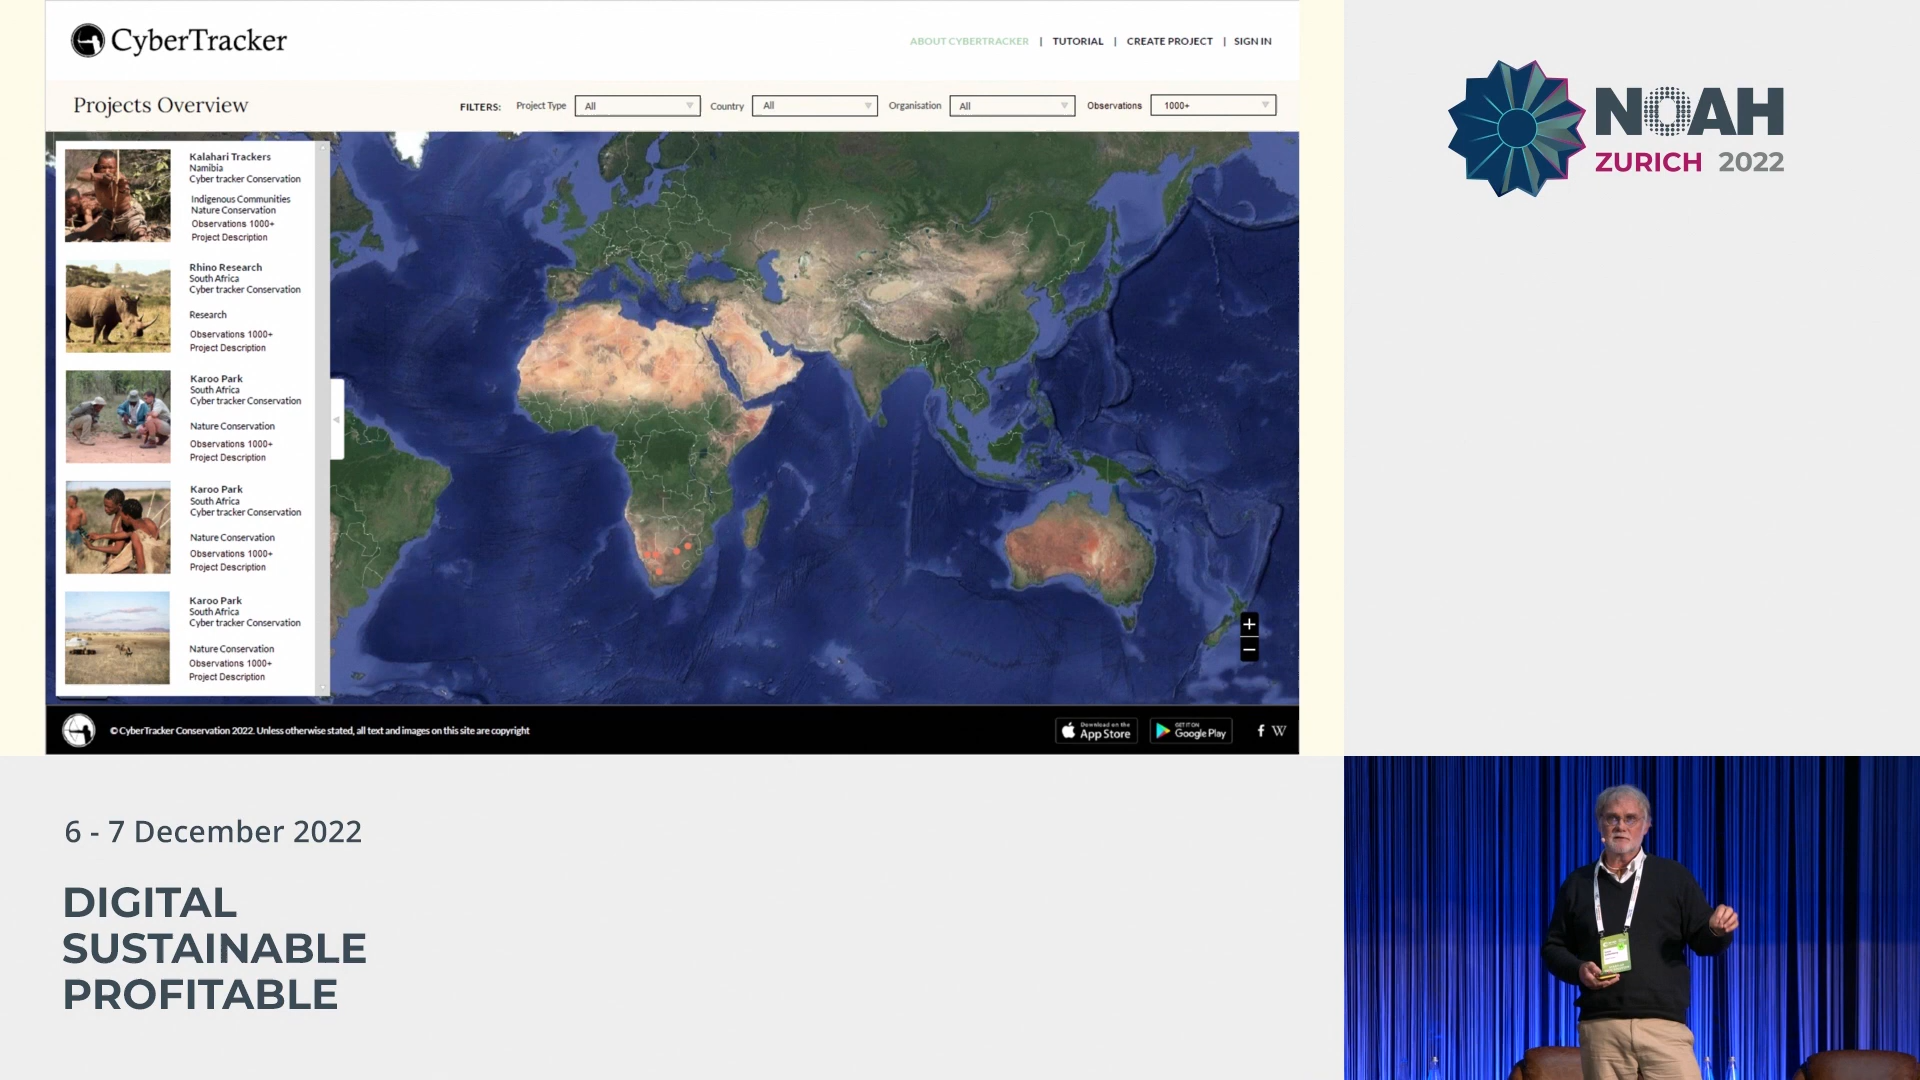 CyberTracker
ABOUT CYBERTRACKER | TUTORIAL | CREATE PROJECT | SIGN IN
Projects Overview
FILTERS: Project Type All Country All Organisation All Observations 1000+
Kalahari Trackers
Namibia
Cyber tracker Conservation
Indigenous Communities
Nature Conservation
Observations 1000+
Project Description
Rhino Research
South Africa
Cyber tracker Conservation
Research
Observations 1000+
Project Description
Karoo Park
South Africa
Cyber tracker Conservation
Nature Conservation
Observations 1000+
Project Description
Karoo Park
South Africa
Cyber tracker Conservation
Nature Conservation
Observations 1000+
Project Description
Karoo Park
South Africa
Cyber tracker Conservation
Nature Conservation
Observations 1000+
Project Description
© CyberTracker Conservation 2022. Unless otherwise stated, all text and images on this site are copyright
Download on the
App Store
GET IT ON
Google Play
f W
NOAH
ZURICH 2022
6 - 7 December 2022
DIGITAL
SUSTAINABLE
PROFITABLE